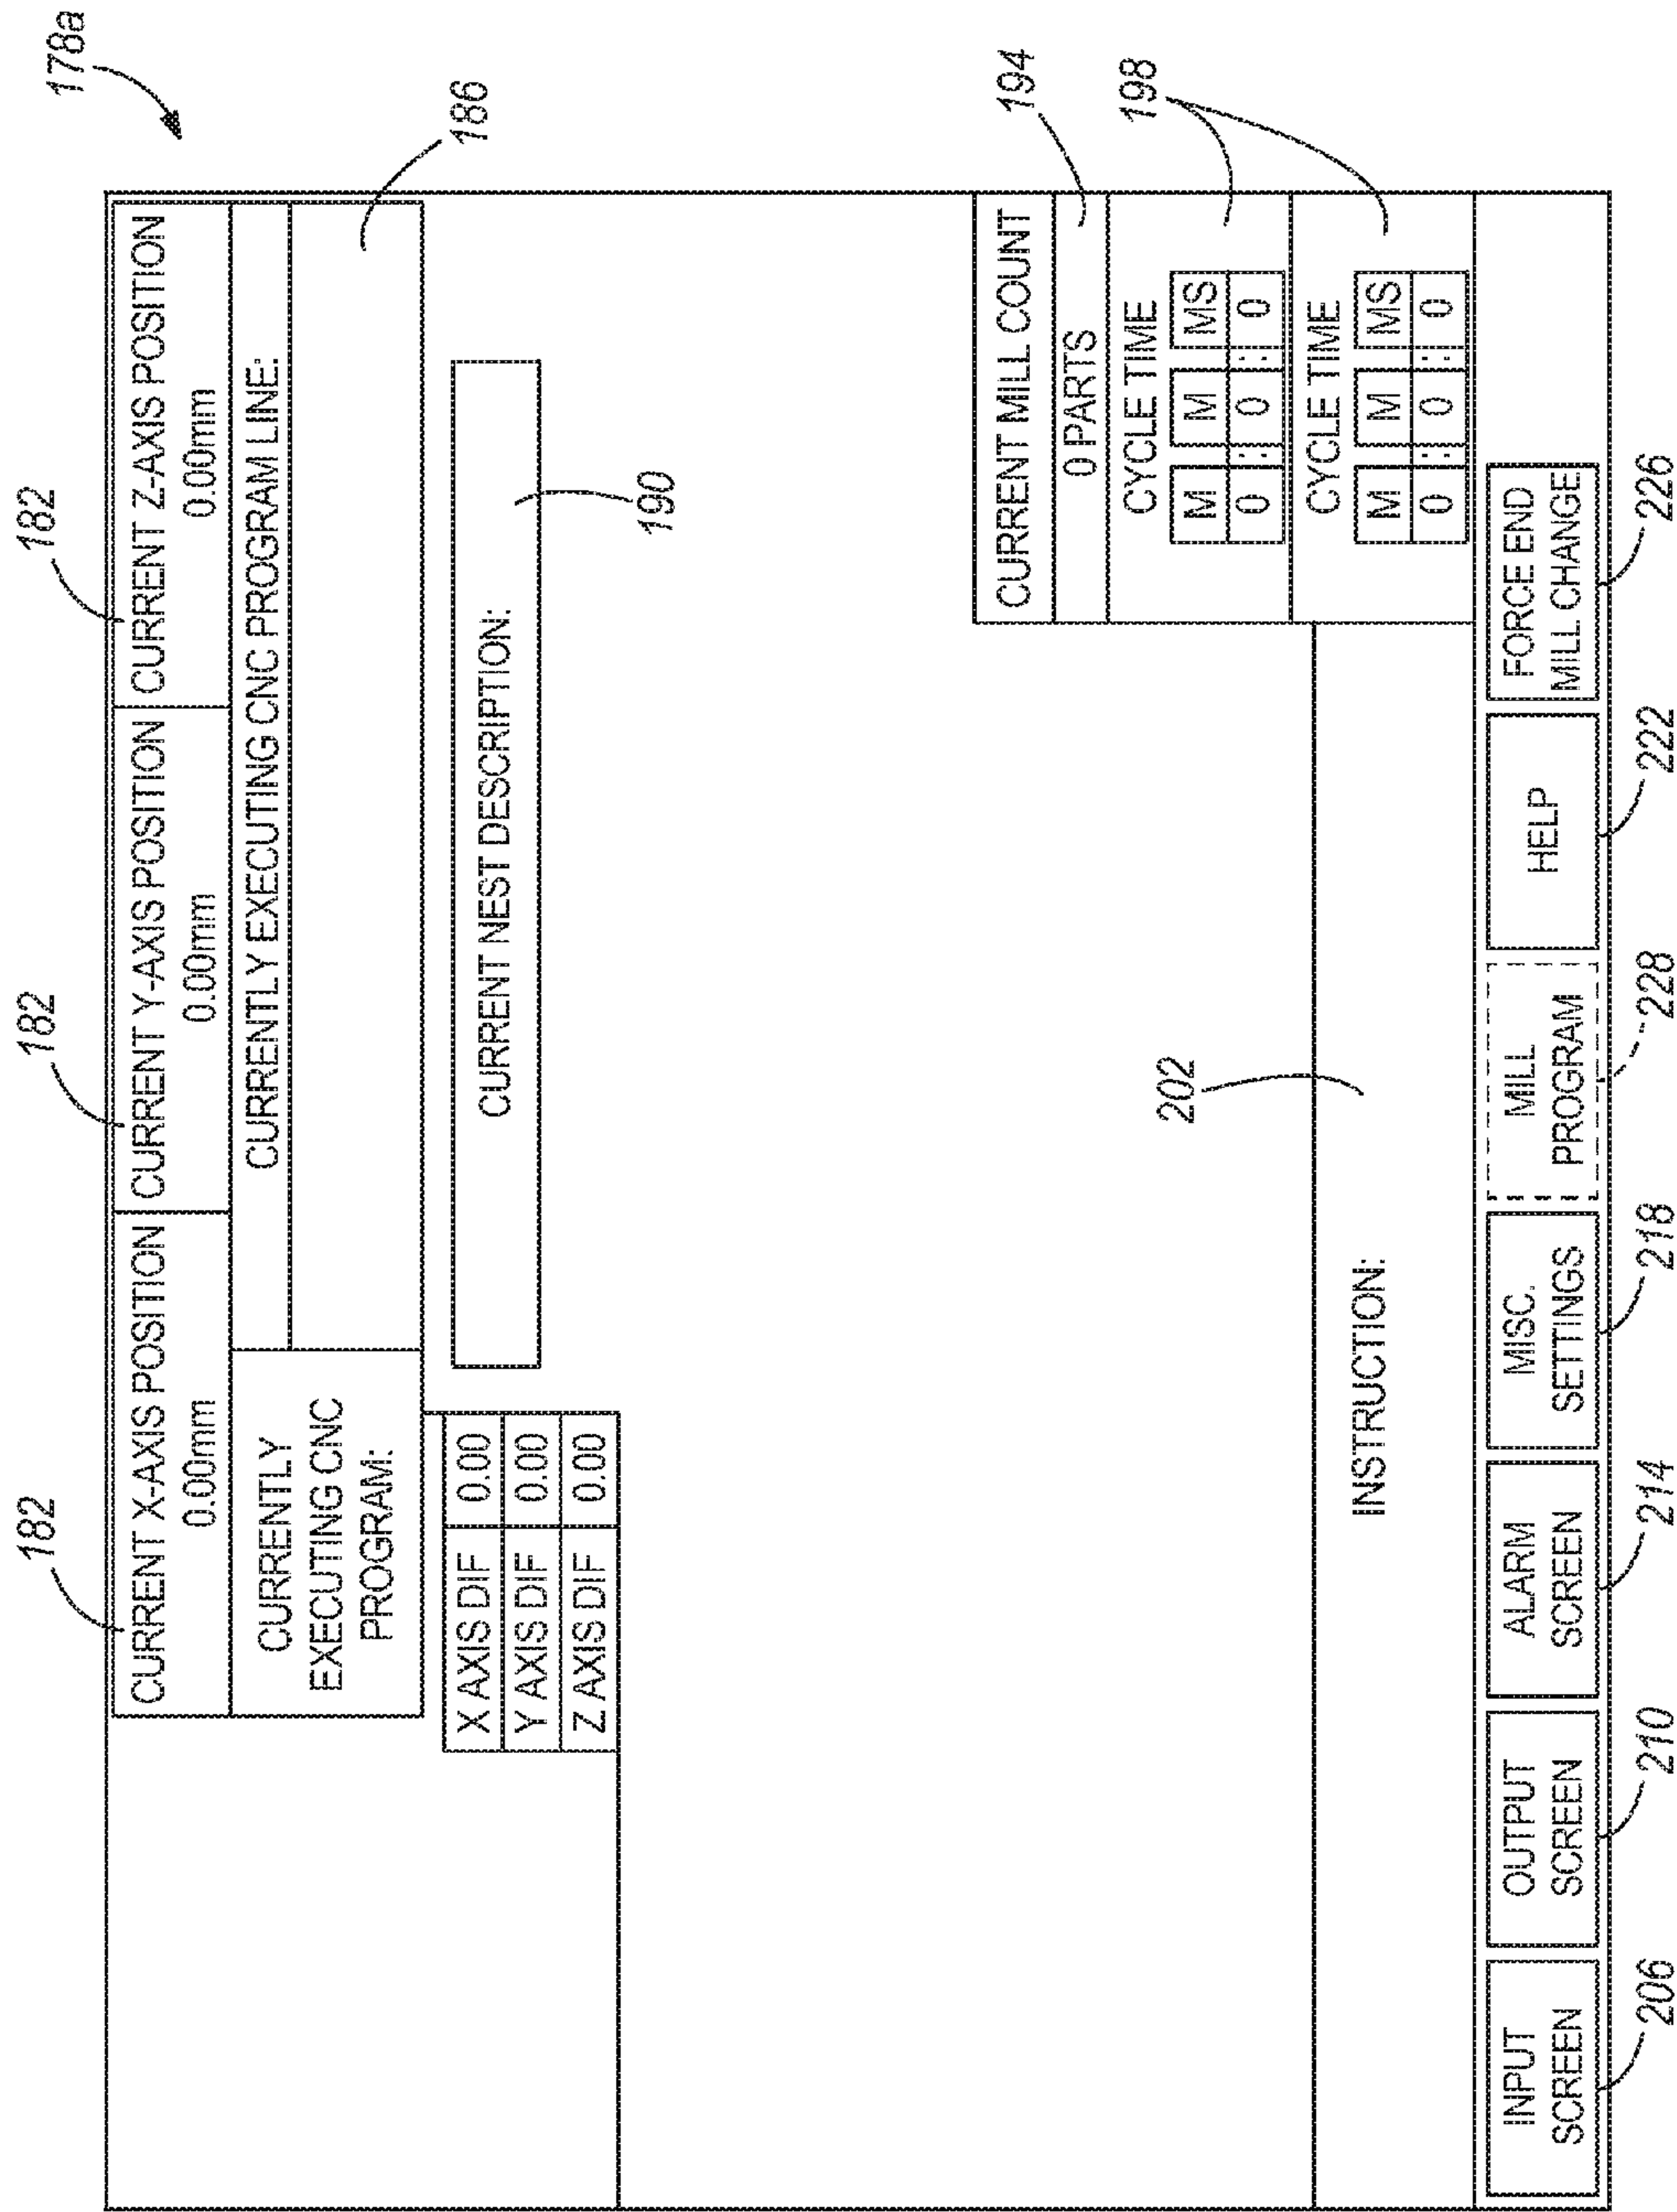 178a
182
182
182
CURRENT X-AXIS POSITION
0.00mm
CURRENT Y-AXIS POSITION
0.00mm
CURRENT Z-AXIS POSITION
0.00mm
CURRENTLY
EXECUTING CNC
PROGRAM:
CURRENTLY EXECUTING CNC PROGRAM LINE:
186
X AXIS DIF 0.00
Y AXIS DIF 0.00
Z AXIS DIF 0.00
CURRENT NEST DESCRIPTION:
190
CURRENT MILL COUNT
0 PARTS
194
CYCLE TIME
M M MS
0 : 0 : 0
198
CYCLE TIME
M M MS
0 : 0 : 0
202
INSTRUCTION:
INPUT
SCREEN
OUTPUT
SCREEN
ALARM
SCREEN
MISC.
SETTINGS
MILL
PROGRAM
HELP
FORCE END
MILL CHANGE
206
210
214
218
228
222
226